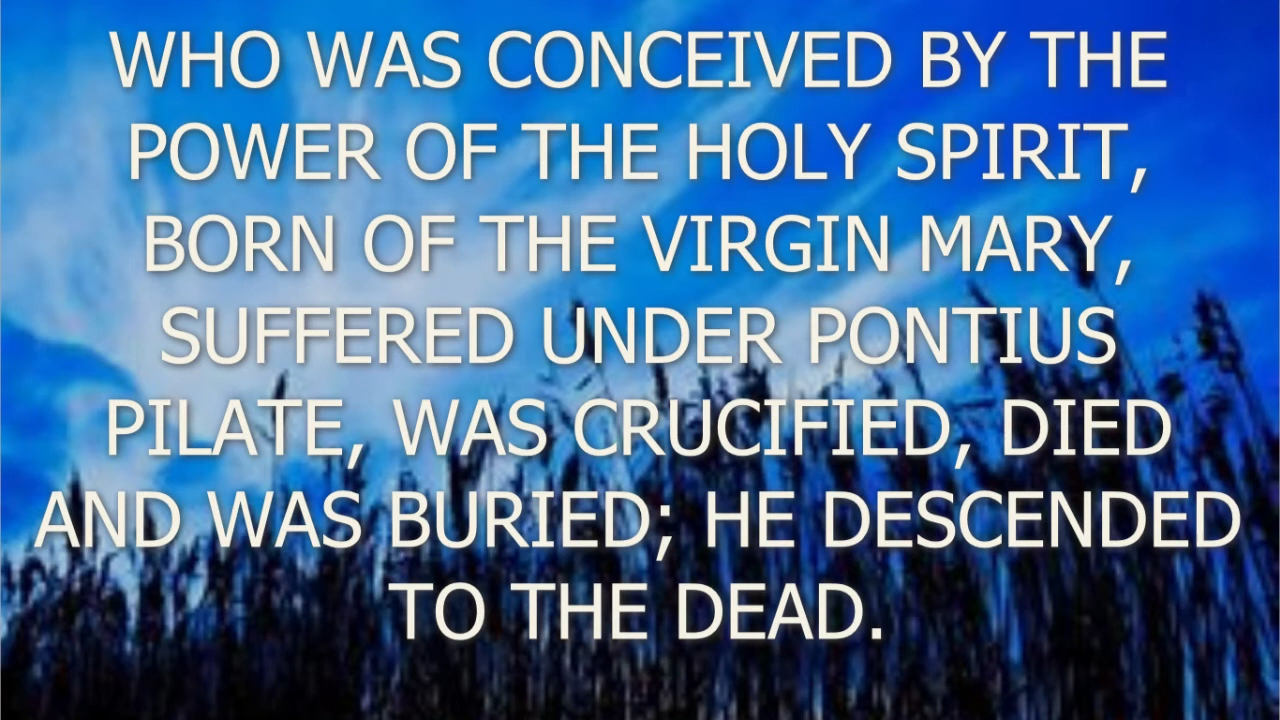 WHO WAS CONCEIVED BY THE
POWER OF THE HOLY SPIRIT,
BORN OF THE VIRGIN MARY,
SUFFERED UNDER PONTIUS
PILATE, WAS CRUCIFIED, DIED
AND WAS BURIED; HE DESCENDED
TO THE DEAD.